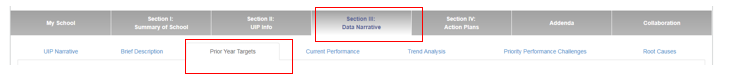 My School
Section I:
Summary of School
Section II:
UIP Info
Section III:
Data Narrative
Section IV:
Action Plans
Addenda
Collaboration
UIP Narrative
Brief Description
Prior Year Targets
Current Performance
Trend Analysis
Priority Performance Challenges
Root Causes